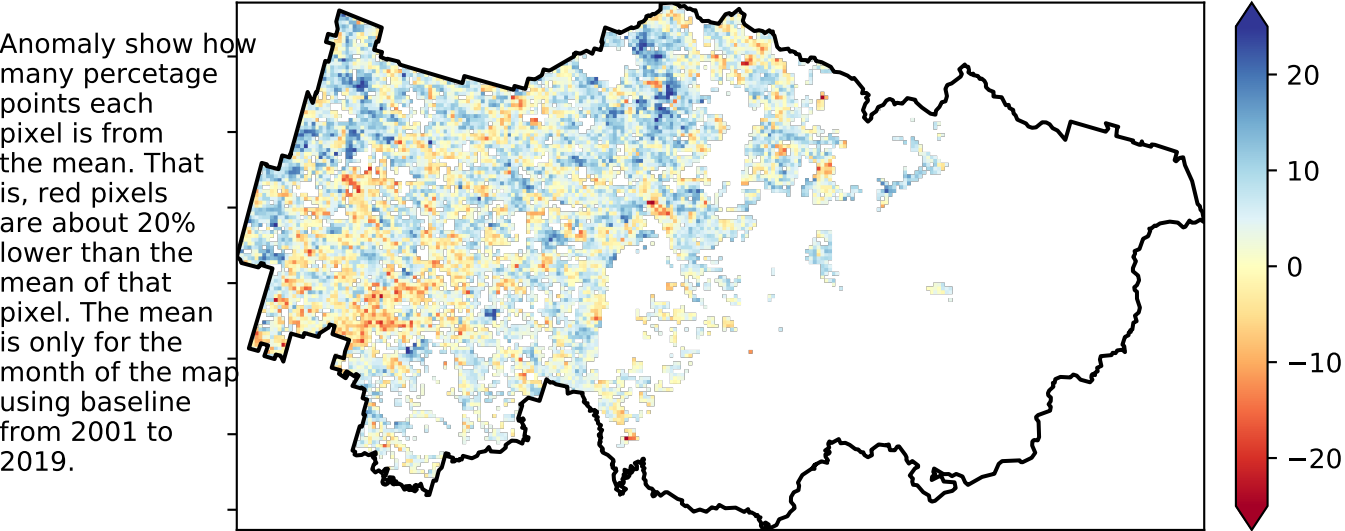 Anomaly show how
many percetage
points each
pixel is from
the mean. That
is, red pixels
are about 20%
lower than the
mean of that
pixel. The mean
is only for the
month of the map
using baseline
from 2001 to
2019.
20
10
0
−10
−20